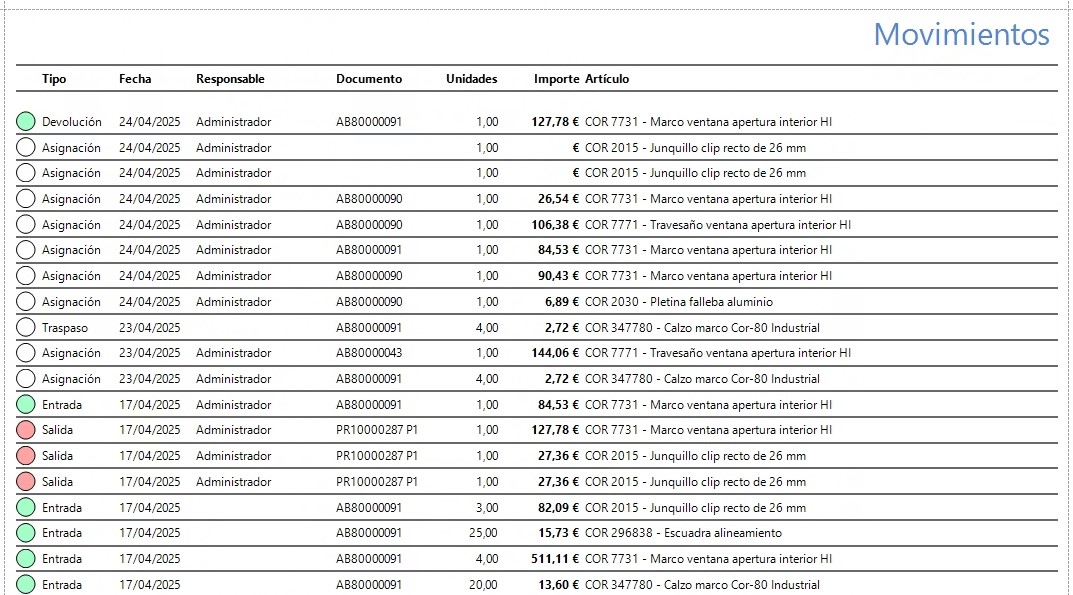 Movimientos
Tipo Fecha Responsable Documento Unidades Importe Artículo
Devolución 24/04/2025 Administrador AB80000091 1,00 127,78 € COR 7731 - Marco ventana apertura interior HI
Asignación 24/04/2025 Administrador 1,00 € COR 2015 - Junquillo clip recto de 26 mm
Asignación 24/04/2025 Administrador 1,00 € COR 2015 - Junquillo clip recto de 26 mm
Asignación 24/04/2025 Administrador AB80000090 1,00 26,54 € COR 7731 - Marco ventana apertura interior HI
Asignación 24/04/2025 Administrador AB80000090 1,00 106,38 € COR 7771 - Travesaño ventana apertura interior HI
Asignación 24/04/2025 Administrador AB80000091 1,00 84,53 € COR 7731 - Marco ventana apertura interior HI
Asignación 24/04/2025 Administrador AB80000090 1,00 90,43 € COR 7731 - Marco ventana apertura interior HI
Asignación 24/04/2025 Administrador AB80000090 1,00 6,89 € COR 2030 - Pletina falleba aluminio
Traspaso 23/04/2025 AB80000091 4,00 2,72 € COR 347780 - Calzo marco Cor-80 Industrial
Asignación 23/04/2025 Administrador AB80000043 1,00 144,06 € COR 7771 - Travesaño ventana apertura interior HI
Asignación 23/04/2025 Administrador AB80000091 4,00 2,72 € COR 347780 - Calzo marco Cor-80 Industrial
Entrada 17/04/2025 Administrador AB80000091 1,00 84,53 € COR 7731 - Marco ventana apertura interior HI
Salida 17/04/2025 Administrador PR10000287 P1 1,00 127,78 € COR 7731 - Marco ventana apertura interior HI
Salida 17/04/2025 Administrador PR10000287 P1 1,00 27,36 € COR 2015 - Junquillo clip recto de 26 mm
Salida 17/04/2025 Administrador PR10000287 P1 1,00 27,36 € COR 2015 - Junquillo clip recto de 26 mm
Entrada 17/04/2025 AB80000091 3,00 82,09 € COR 2015 - Junquillo clip recto de 26 mm
Entrada 17/04/2025 AB80000091 25,00 15,73 € COR 296838 - Escuadra alineamiento
Entrada 17/04/2025 AB80000091 4,00 511,11 € COR 7731 - Marco ventana apertura interior HI
Entrada 17/04/2025 AB80000091 20,00 13,60 € COR 347780 - Calzo marco Cor-80 Industrial